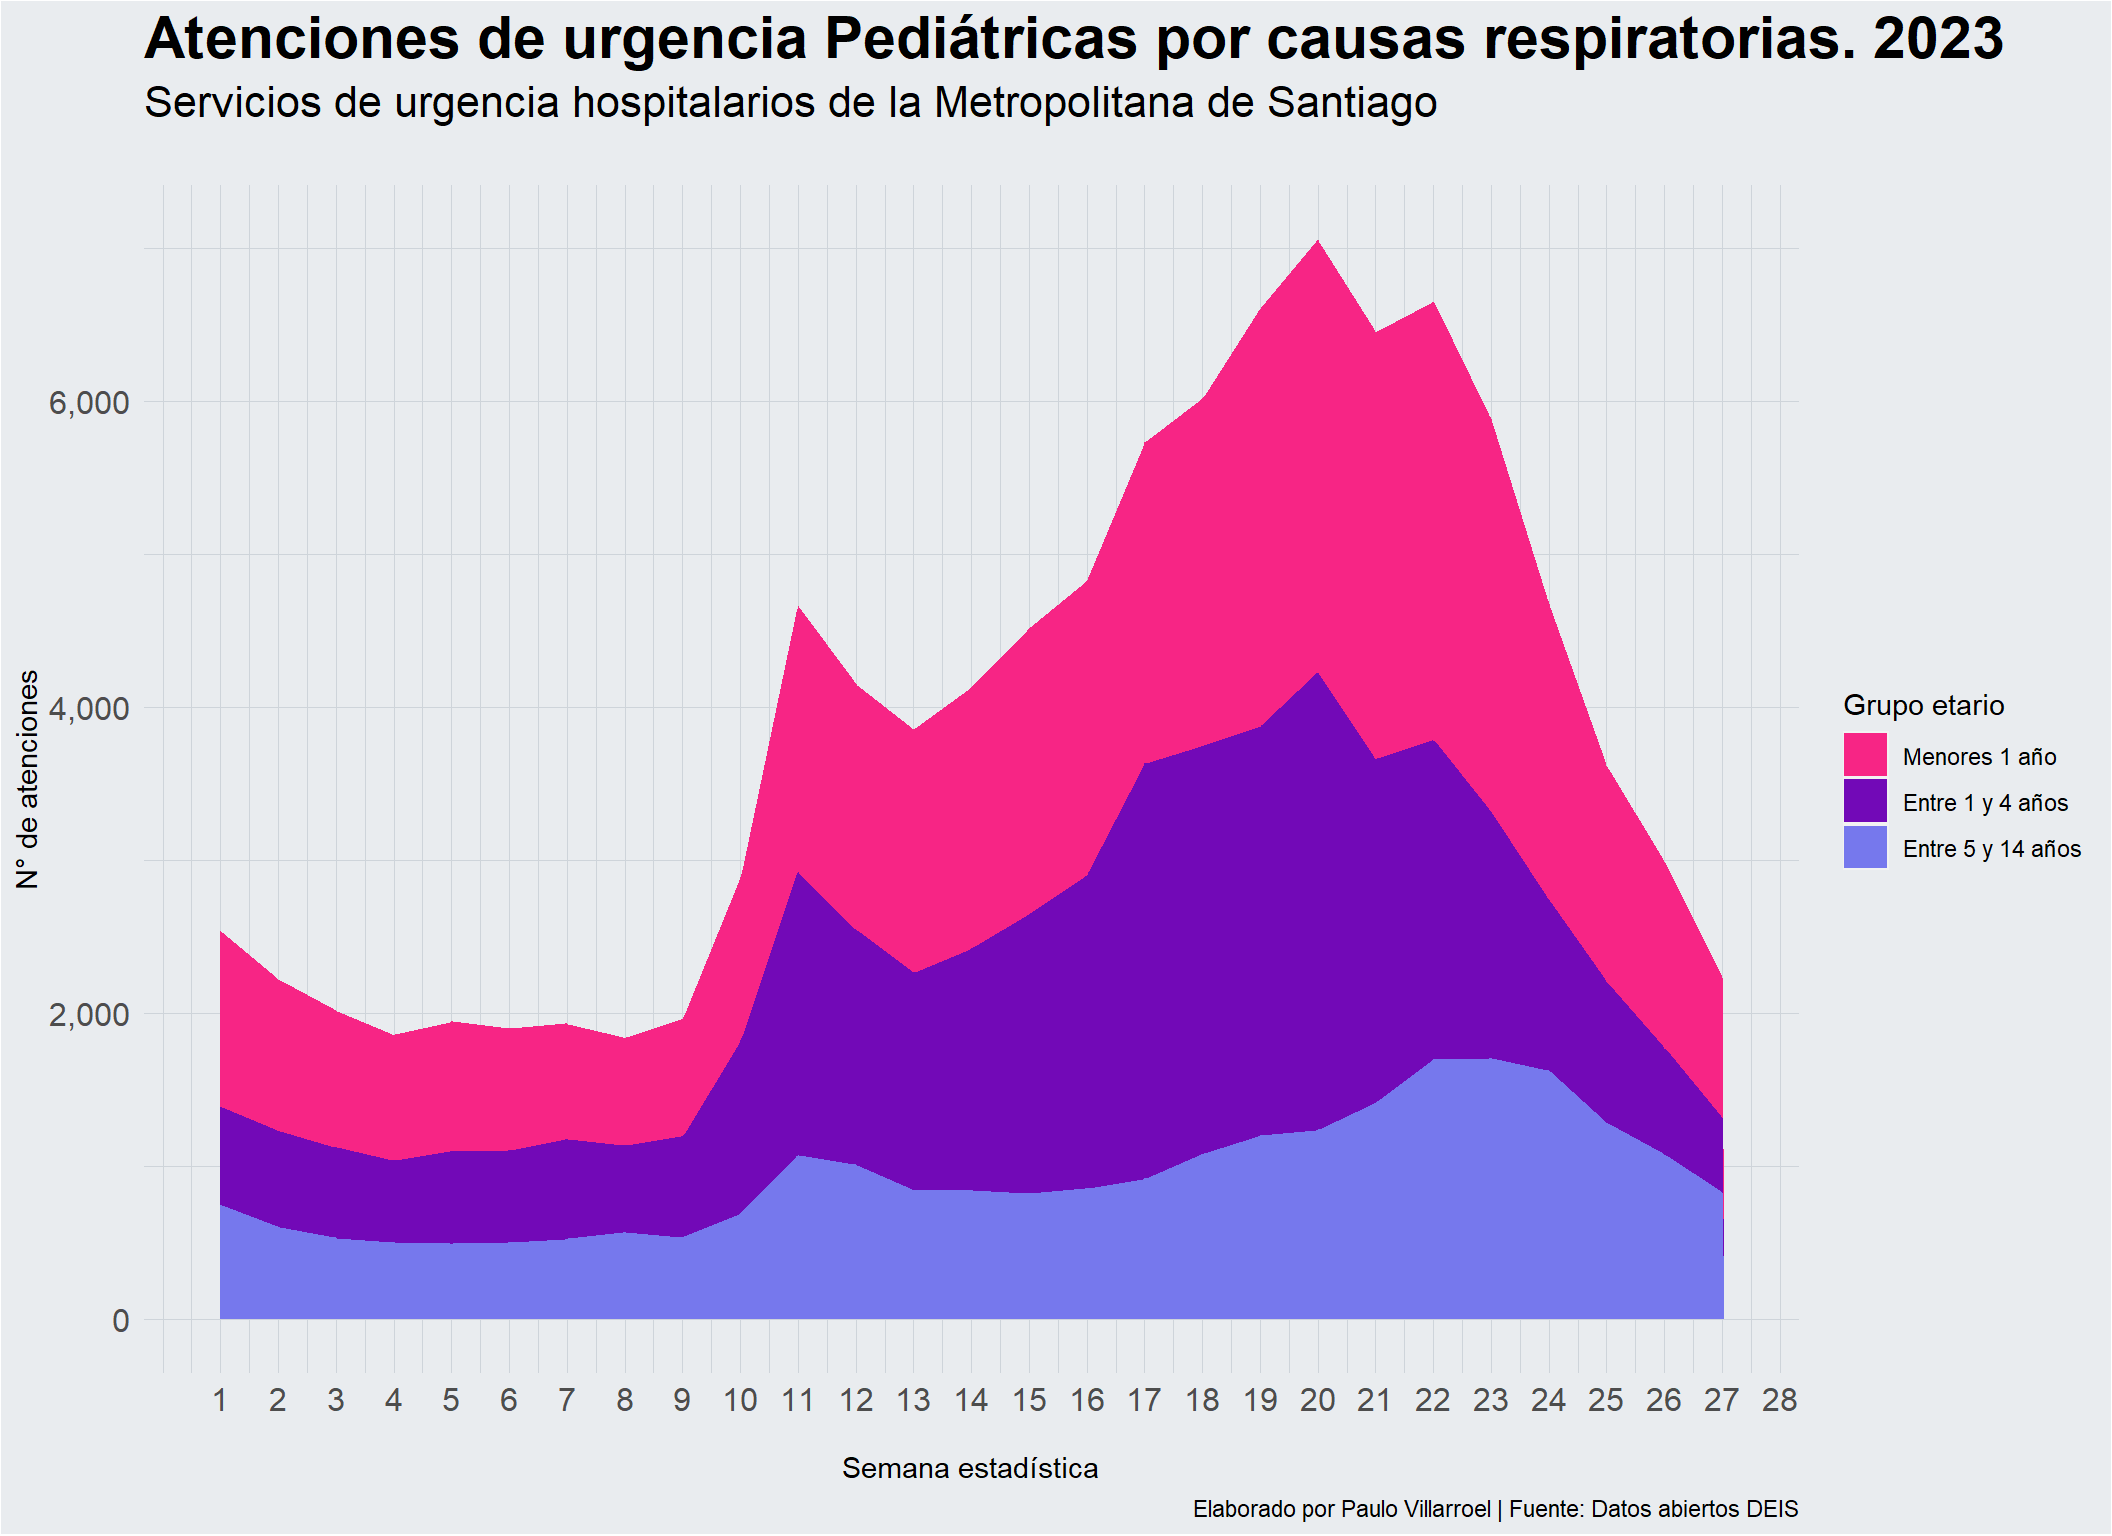 Atenciones de urgencia Pediátricas por causas respiratorias. 2023
Servicios de urgencia hospitalarios de la Metropolitana de Santiago
N° de atenciones
6,000
4,000
2,000
0
1 2 3 4 5 6 7 8 9 10 11 12 13 14 15 16 17 18 19 20 21 22 23 24 25 26 27 28
Semana estadística
Grupo etario
Menores 1 año
Entre 1 y 4 años
Entre 5 y 14 años
Elaborado por Paulo Villarroel | Fuente: Datos abiertos DEIS